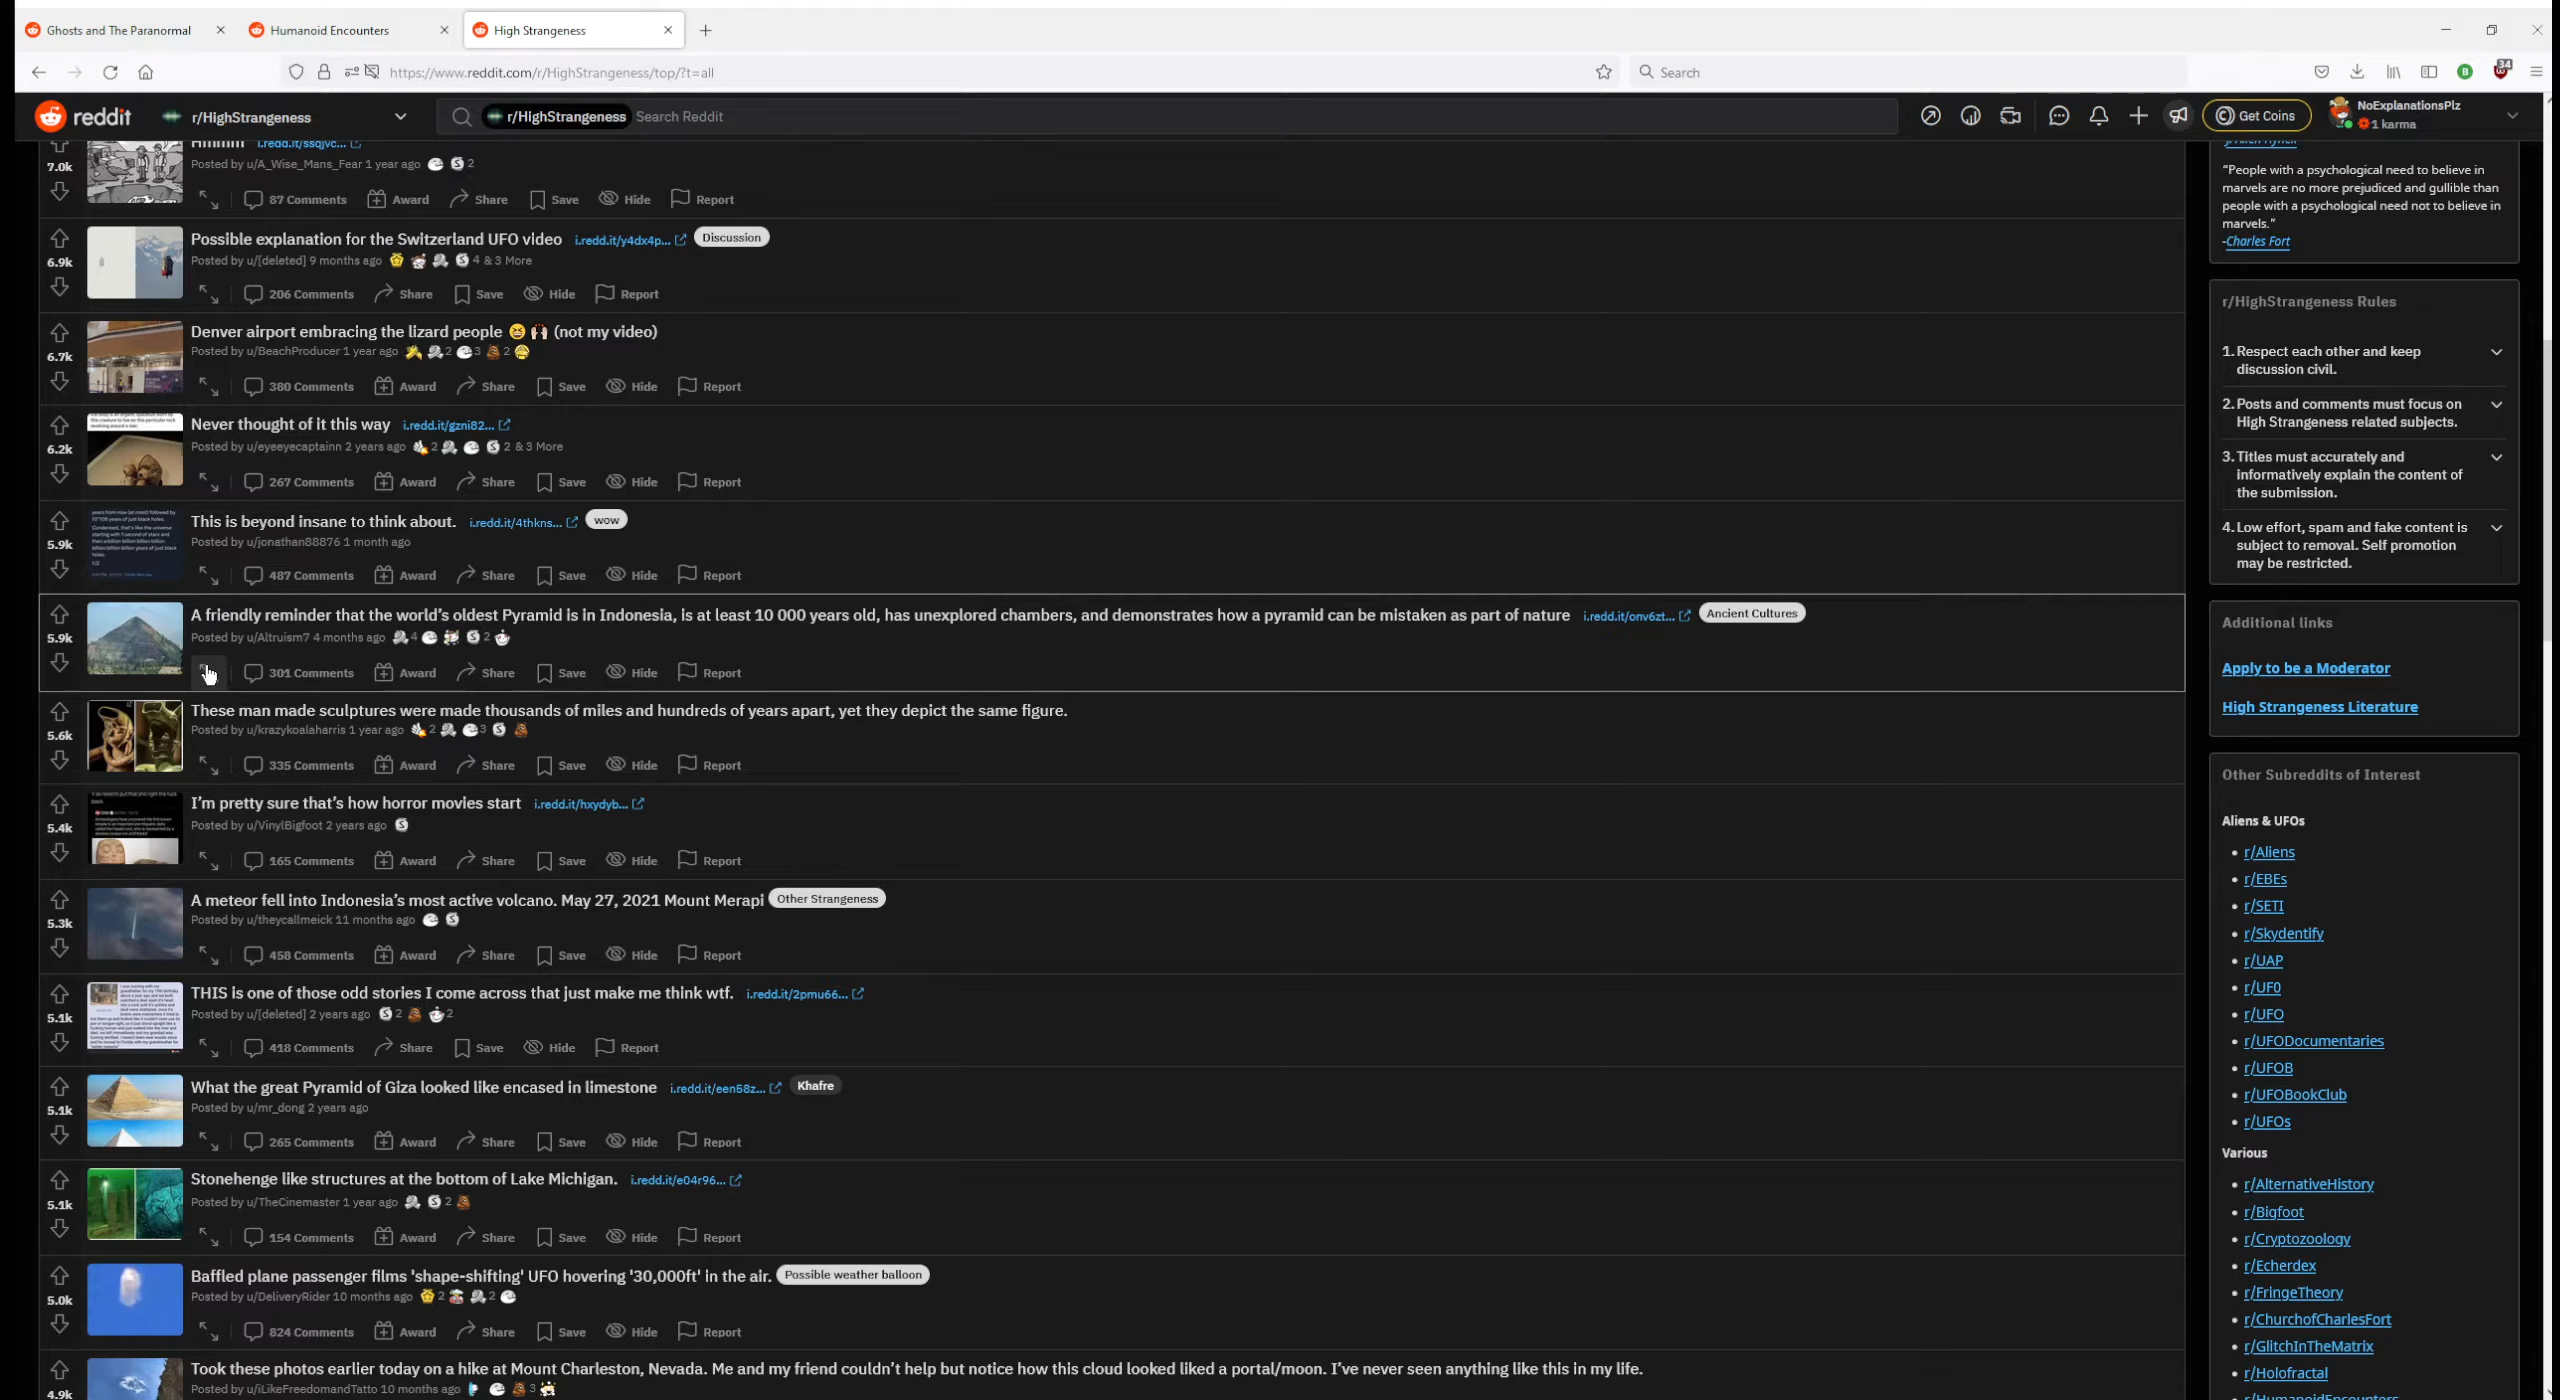 Ghosts and The Paranormal
Humanoid Encounters
High Strangeness
https://www.reddit.com/r/HighStrangeness/top/?t=all
Search
34
reddit
r/HighStrangeness
r/HighStrangeness Search Reddit
Get Coins
NoExplanationsPlz
1 karma
7.0k
Hmmm i.redd.it/ssqjvc...
Posted by u/A_Wise_Mans_Fear 1 year ago 2
87 Comments Award Share Save Hide Report
6.9k
Possible explanation for the Switzerland UFO video i.redd.it/y4dx4p... Discussion
Posted by u/[deleted] 9 months ago 4 & 3 More
206 Comments Share Save Hide Report
6.7k
Denver airport embracing the lizard people 😆 🙌🏻 (not my video)
Posted by u/BeachProducer 1 year ago 2 3 2
380 Comments Award Share Save Hide Report
6.2k
Never thought of it this way i.redd.it/gzni82...
Posted by u/eyeeyecaptainn 2 years ago 2 2 & 3 More
267 Comments Award Share Save Hide Report
5.9k
This is beyond insane to think about. i.redd.it/4thkns... wow
Posted by u/jonathan88876 1 month ago
487 Comments Award Share Save Hide Report
5.9k
A friendly reminder that the world’s oldest Pyramid is in Indonesia, is at least 10 000 years old, has unexplored chambers, and demonstrates how a pyramid can be mistaken as part of nature i.redd.it/onv6zt... Ancient Cultures
Posted by u/Altruism7 4 months ago 4 2
301 Comments Award Share Save Hide Report
5.6k
These man made sculptures were made thousands of miles and hundreds of years apart, yet they depict the same figure.
Posted by u/krazykoalaharris 1 year ago 2 3
335 Comments Award Share Save Hide Report
5.4k
I’m pretty sure that’s how horror movies start i.redd.it/hxydyb...
Posted by u/VinylBigfoot 2 years ago
165 Comments Award Share Save Hide Report
5.3k
A meteor fell into Indonesia’s most active volcano. May 27, 2021 Mount Merapi Other Strangeness
Posted by u/theycallmeick 11 months ago
458 Comments Award Share Save Hide Report
5.1k
THIS is one of those odd stories I come across that just make me think wtf. i.redd.it/2pmu66...
Posted by u/[deleted] 2 years ago 2 2
418 Comments Share Save Hide Report
5.1k
What the great Pyramid of Giza looked like encased in limestone i.redd.it/een58z... Khafre
Posted by u/mr_dong 2 years ago
265 Comments Award Share Save Hide Report
5.1k
Stonehenge like structures at the bottom of Lake Michigan. i.redd.it/e04r96...
Posted by u/TheCinemaster 1 year ago 2
154 Comments Award Share Save Hide Report
5.0k
Baffled plane passenger films 'shape-shifting' UFO hovering '30,000ft' in the air. Possible weather balloon
Posted by u/DeliveryRider 10 months ago 2 2
824 Comments Award Share Save Hide Report
4.9k
Took these photos earlier today on a hike at Mount Charleston, Nevada. Me and my friend couldn’t help but notice how this cloud looked liked a portal/moon. I’ve never seen anything like this in my life.
Posted by u/iLikeFreedomandTatto 10 months ago 3
“People with a psychological need to believe in
marvels are no more prejudiced and gullible than
people with a psychological need not to believe in
marvels.”
-Charles Fort
r/HighStrangeness Rules
1. Respect each other and keep
discussion civil.
2. Posts and comments must focus on
High Strangeness related subjects.
3. Titles must accurately and
informatively explain the content of
the submission.
4. Low effort, spam and fake content is
subject to removal. Self promotion
may be restricted.
Additional links
Apply to be a Moderator
High Strangeness Literature
Other Subreddits of Interest
Aliens & UFOs
r/Aliens
r/EBEs
r/SETI
r/Skydentify
r/UAP
r/UF0
r/UFO
r/UFODocumentaries
r/UFOB
r/UFOBookClub
r/UFOs
Various
r/AlternativeHistory
r/Bigfoot
r/Cryptozoology
r/Echerdex
r/FringeTheory
r/ChurchofCharlesFort
r/GlitchInTheMatrix
r/Holofractal
r/HumanoidEncounters